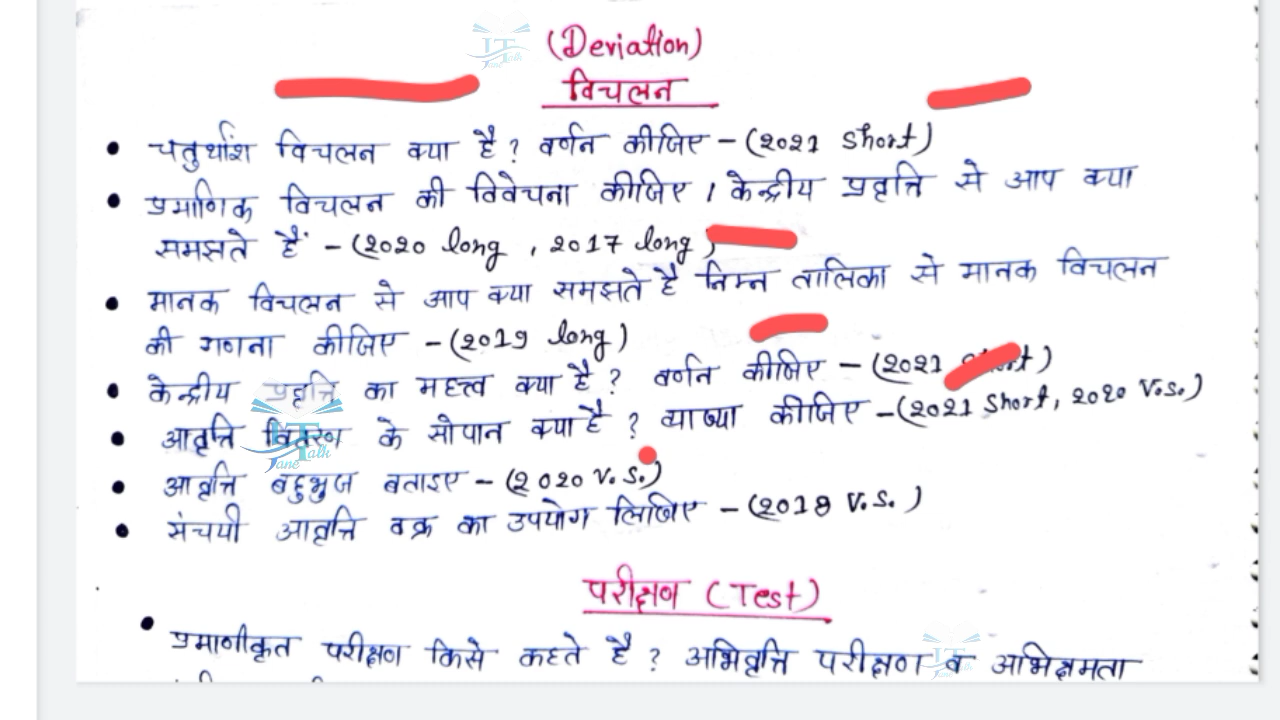 (Deviation)
विचलन
• चतुर्थांश विचलन क्या है? वर्णन कीजिए - (2021 Short)
• प्रमाणिक विचलन की विवेचना कीजिए। केन्द्रीय प्रवृत्ति से आप क्या
समझते हैं - (2020 long, 2017 long)
• मानक विचलन से आप क्या समझते है निम्न तालिका से मानक विचलन
की गणना कीजिए - (2019 long)
• केन्द्रीय प्रवृत्ति का महत्त्व क्या है? वर्णन कीजिए - (2021 Short)
• आवृत्ति वितरण के सोपान क्या है? व्याख्या कीजिए - (2021 Short, 2020 V.S.)
• आवृत्ति बहुभुज बताइए - (2020 V.S.)
• संचयी आवृत्ति वक्र का उपयोग लिखिए - (2018 V.S.)
परीक्षण (Test)
• प्रमाणीकृत परीक्षण किसे कहते है? अभिवृत्ति परीक्षण व अभिक्षमता